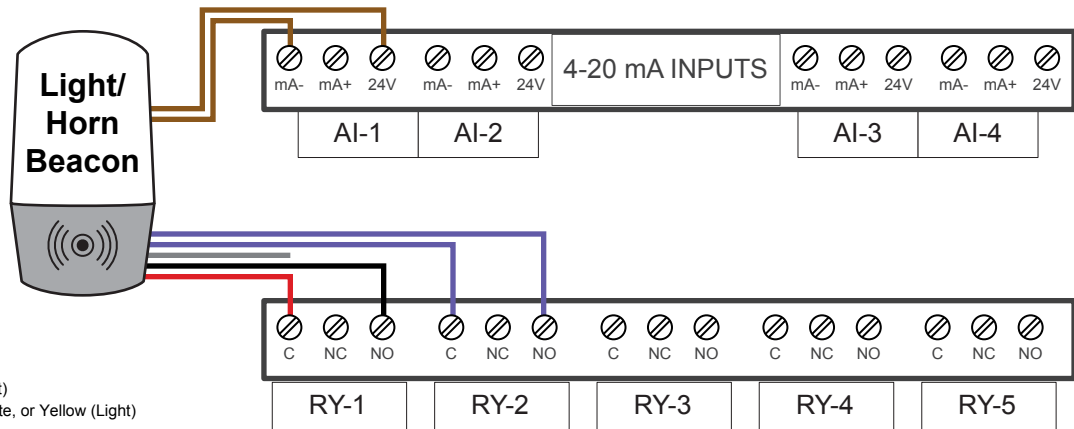 Light/
Horn
Beacon
mA- mA+ 24V mA- mA+ 24V 4-20 mA INPUTS mA- mA+ 24V mA- mA+ 24V
AI-1 AI-2 AI-3 AI-4
C NC NO C NC NO C NC NO C NC NO C NC NO
RY-1 RY-2 RY-3 RY-4 RY-5
or Yellow (Light)